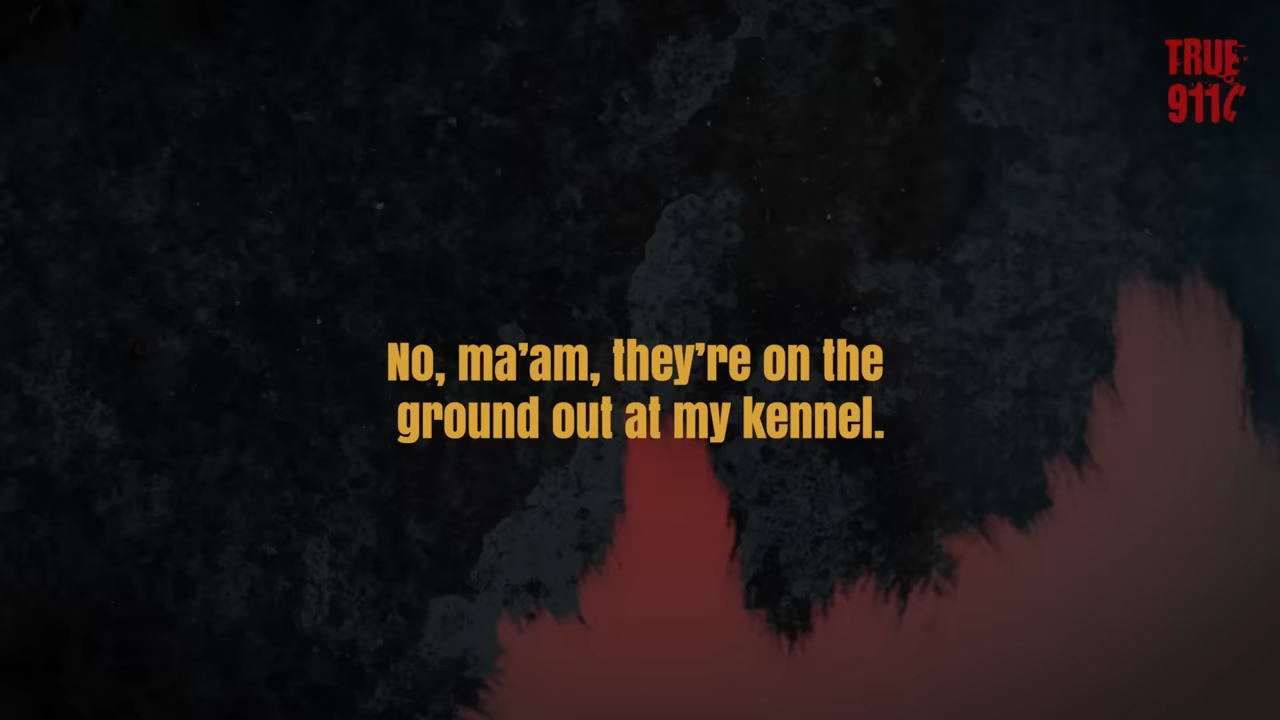 TRUE
911
No, ma’am, they’re on the
ground out at my kennel.